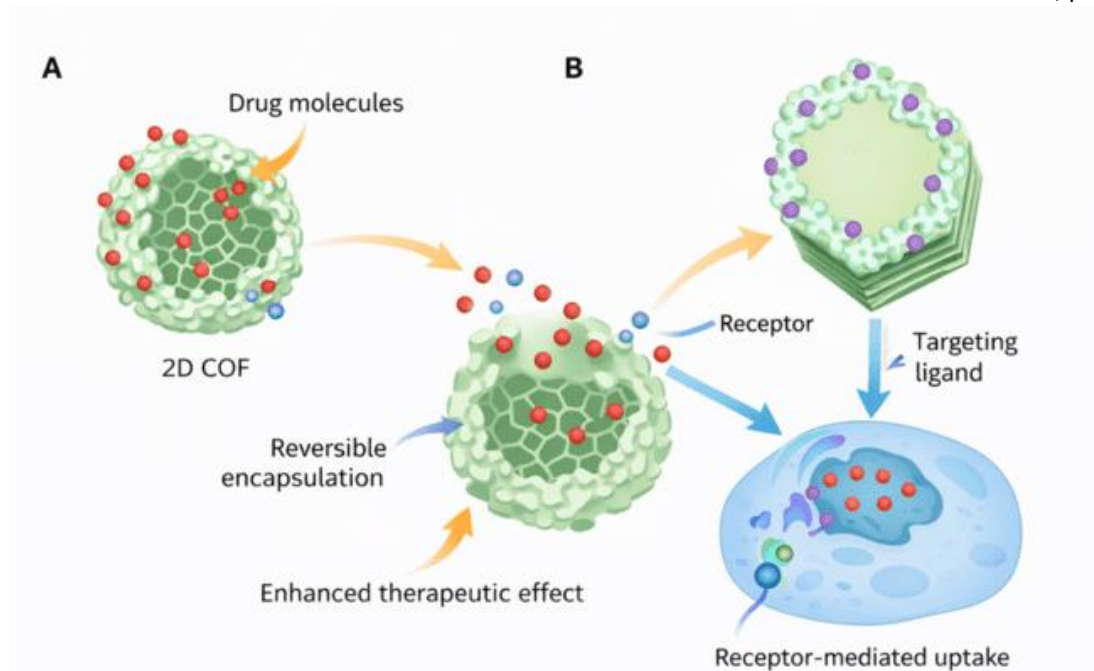 A
B
Drug molecules
2D COF
Receptor
Targeting
ligand
Reversible
encapsulation
Enhanced therapeutic effect
Receptor-mediated uptake